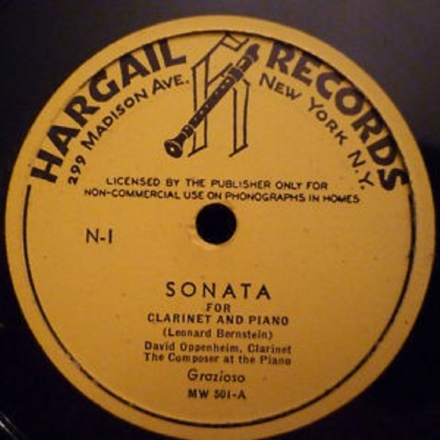 HARGAIL RECORDS
299 MADISON AVE. NEW YORK N.Y.
H
LICENSED BY THE PUBLISHER ONLY FOR
NON-COMMERCIAL USE ON PHONOGRAPHS IN HOMES
N-1
SONATA
FOR
CLARINET AND PIANO
(Leonard Bernstein)
David Oppenheim, Clarinet
The Composer at the Piano
Grazioso
MW 501-A